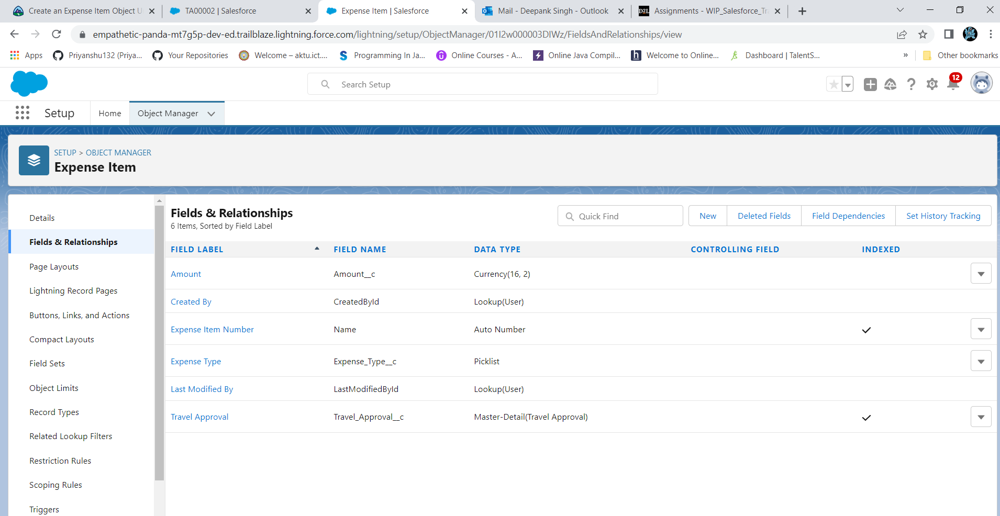 Create an Expense Item Object U
TA00002 | Salesforce
Expense Item | Salesforce
Mail - Deepank Singh - Outlook
D2L Assignments - WIP_Salesforce_Tra
empathetic-panda-mt7g5p-dev-ed.trailblaze.lightning.force.com/lightning/setup/ObjectManager/01I2w000003DIWz/FieldsAndRelationships/view
Apps
Priyanshu132 (Priya...
Your Repositories
Welcome – aktu.ict....
Programming In Ja...
Online Courses - A...
Online Java Compil...
Welcome to Online...
Dashboard | TalentS...
»
Other bookmarks
Search Setup
12
Setup
Home
Object Manager
SETUP > OBJECT MANAGER
Expense Item
Details
Fields & Relationships
Page Layouts
Lightning Record Pages
Buttons, Links, and Actions
Compact Layouts
Field Sets
Object Limits
Record Types
Related Lookup Filters
Restriction Rules
Scoping Rules
Triggers
Fields & Relationships
6 Items, Sorted by Field Label
Quick Find
New
Deleted Fields
Field Dependencies
Set History Tracking
FIELD LABEL FIELD NAME DATA TYPE CONTROLLING FIELD INDEXED
Amount Amount__c Currency(16, 2)
Created By CreatedById Lookup(User)
Expense Item Number Name Auto Number
Expense Type Expense_Type__c Picklist
Last Modified By LastModifiedById Lookup(User)
Travel Approval Travel_Approval__c Master-Detail(Travel Approval)